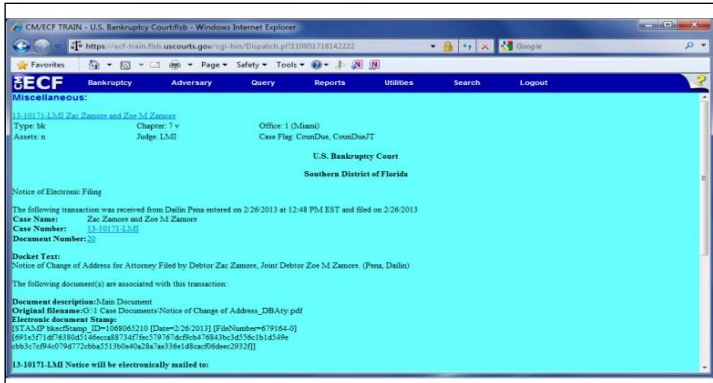 CM/ECF TRAIN - U.S. Bankruptcy Court:flsb - Windows Internet Explorer
https://ecf-train.flsb.uscourts.gov/cgi-bin/Dispatch.pl?110951718142222
Google
Favorites Page Safety Tools
ECF Bankruptcy Adversary Query Reports Utilities Search Logout
Miscellaneous:
13-10171-LMI Zac Zamore and Zoe M Zamore
Type: bk Chapter: 7 v Office: 1 (Miami)
Assets: n Judge: LMI Case Flag: CounDue, CounDueJT
U.S. Bankruptcy Court
Southern District of Florida
Notice of Electronic Filing
The following transaction was received from Dailin Pena entered on 2/26/2013 at 12:48 PM EST and filed on 2/26/2013
Case Name: Zac Zamore and Zoe M Zamore
Case Number: 13-10171-LMI
Document Number: 20
Docket Text:
Notice of Change of Address for Attorney Filed by Debtor Zac Zamore, Joint Debtor Zoe M Zamore. (Pena, Dailin)
The following document(s) are associated with this transaction:
Document description:Main Document
Original filename:G:\1 Case Documents\Notice of Change of Address_DBAty.pdf
Electronic document Stamp:
[STAMP bkecfStamp_ID=1068065210 [Date=2/26/2013] [FileNumber=679164-0]
[691e5f71df76380d5146ecca88734f7fec579767dcf9cb476843bc3d556c1b1d549e
cbb3c7cf94c079d772cbba5513b0e40a28a7ae336e1d8cacf06deec2932f]]
13-10171-LMI Notice will be electronically mailed to: